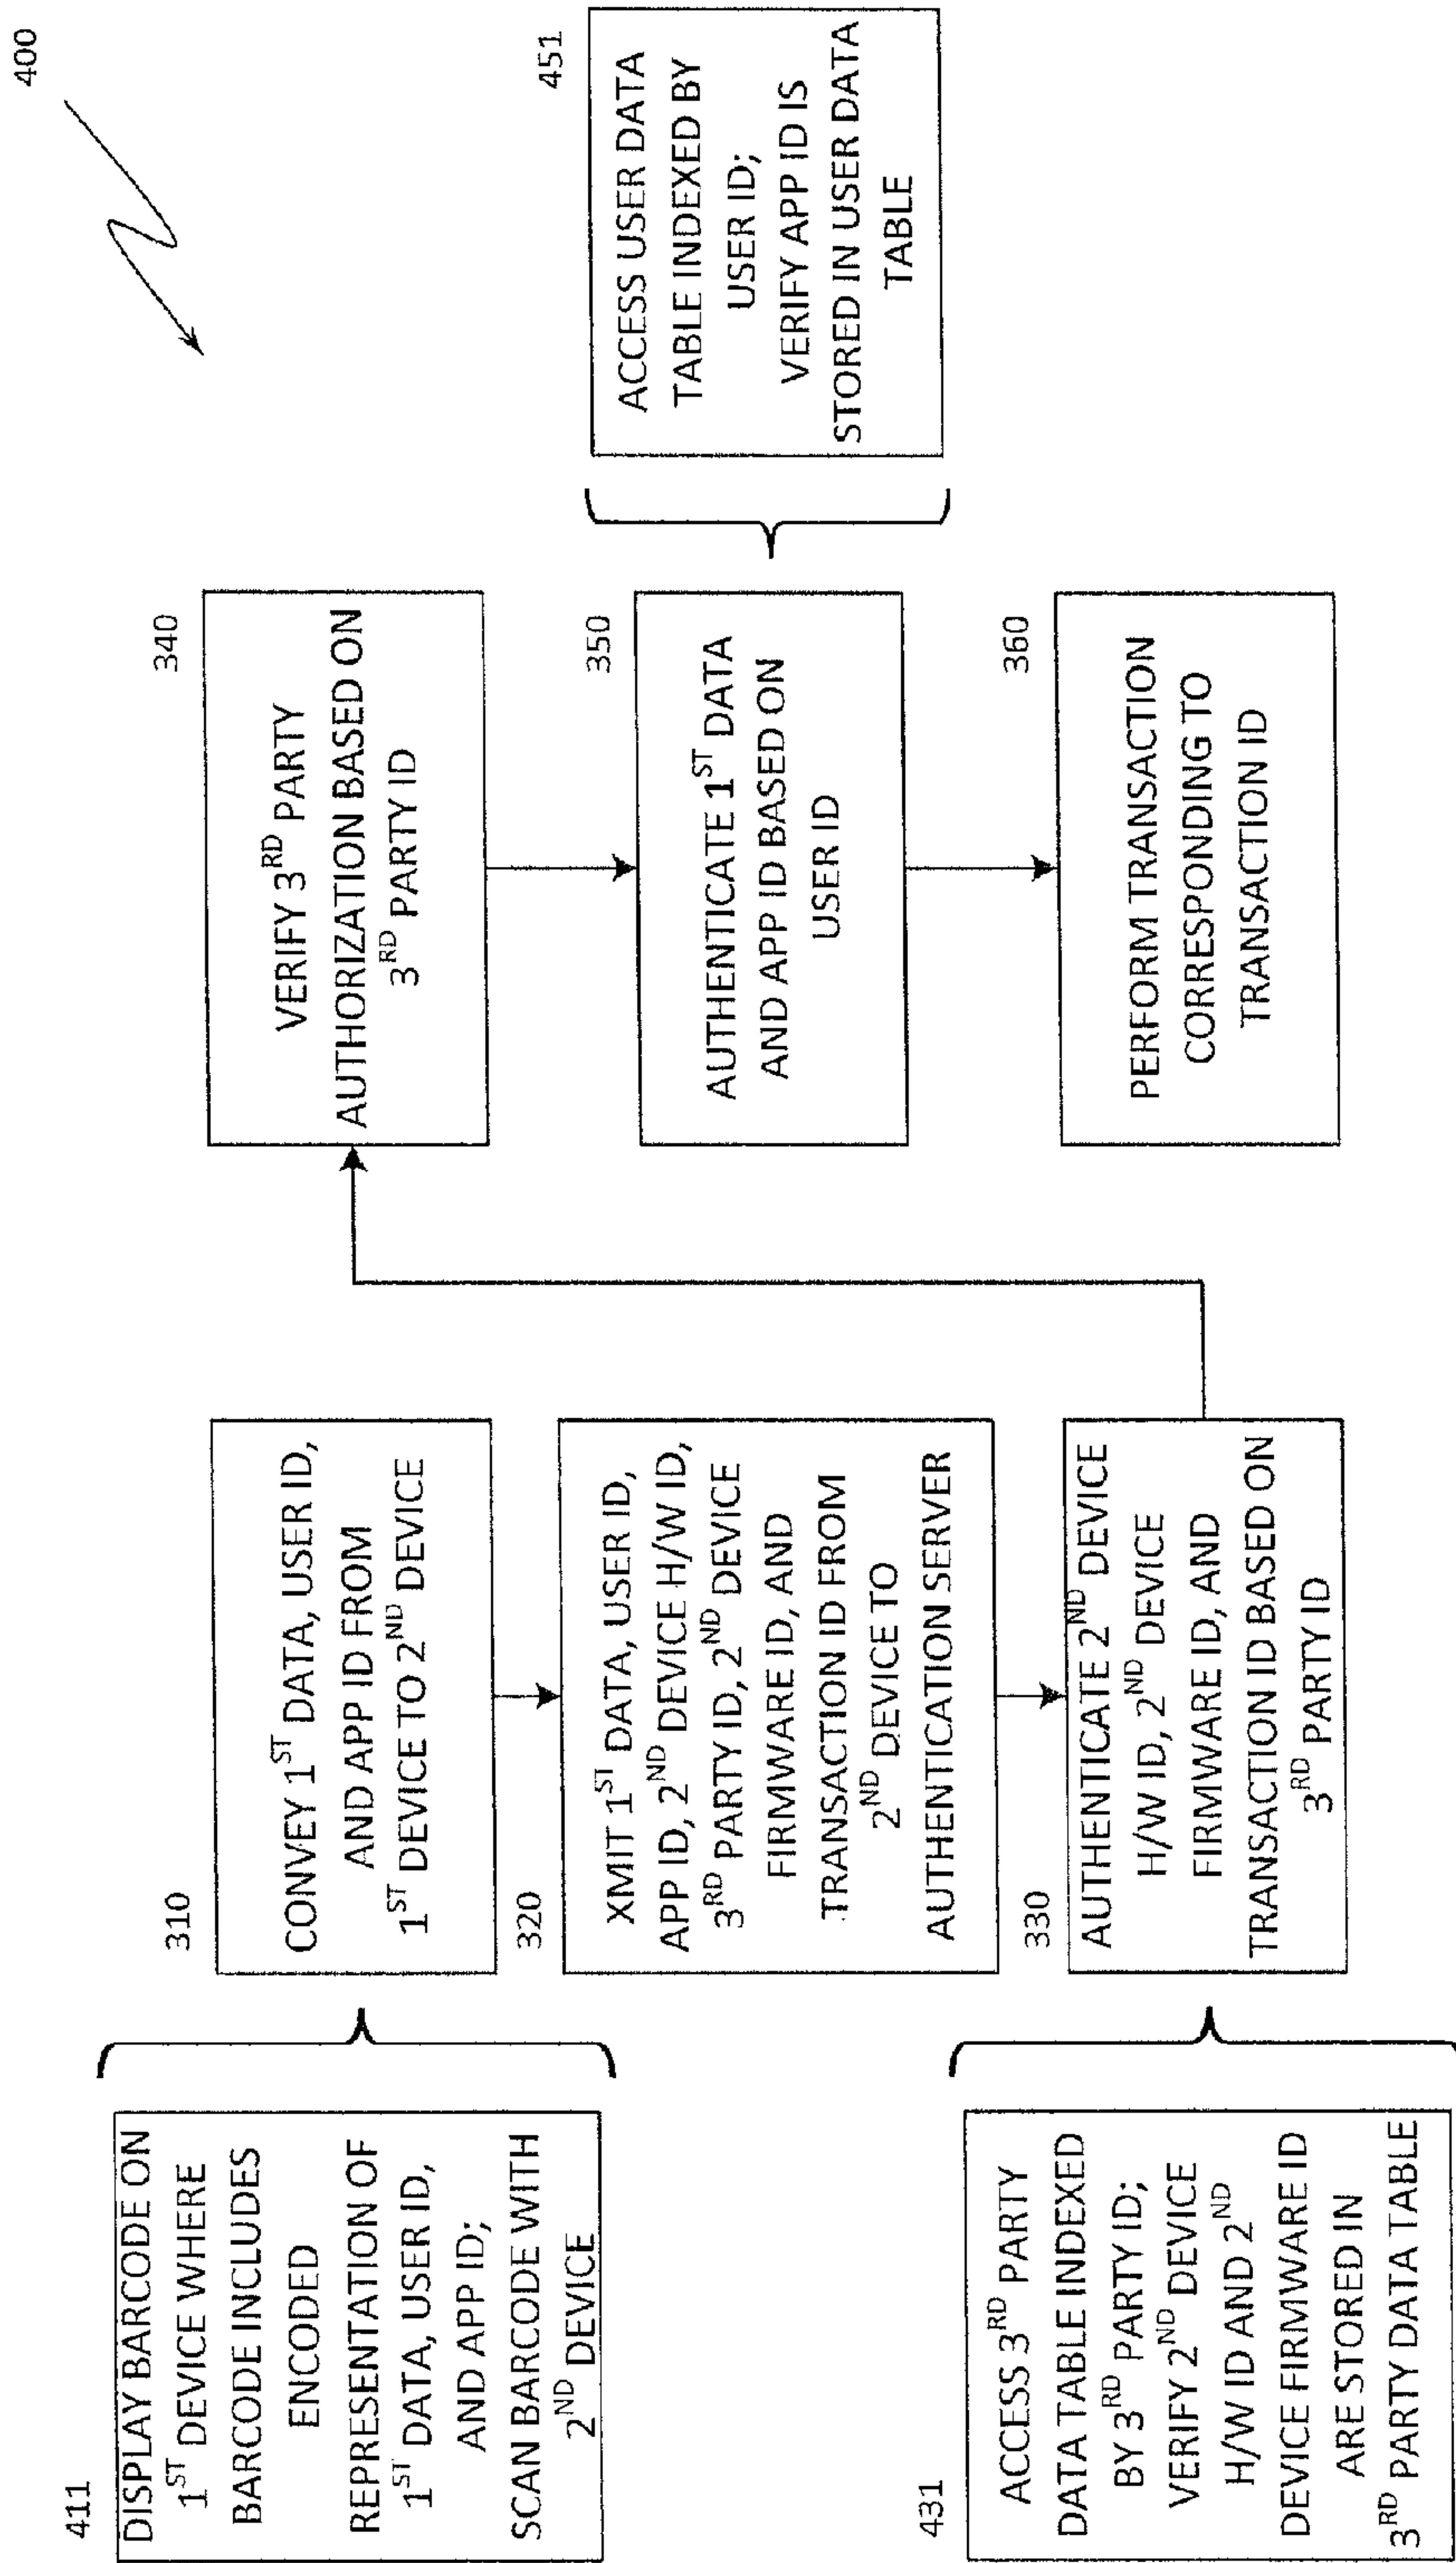 400
411
DISPLAY BARCODE ON
1ST DEVICE WHERE
BARCODE INCLUDES
ENCODED
REPRESENTATION OF
1ST DATA, USER ID,
AND APP ID;
SCAN BARCODE WITH
2ND DEVICE
310
CONVEY 1ST DATA, USER ID,
AND APP ID FROM
1ST DEVICE TO 2ND DEVICE
320
XMIT 1ST DATA, USER ID,
APP ID, 2ND DEVICE H/W ID,
3RD PARTY ID, 2ND DEVICE
FIRMWARE ID, AND
TRANSACTION ID FROM
2ND DEVICE TO
AUTHENTICATION SERVER
431
ACCESS 3RD PARTY
DATA TABLE INDEXED
BY 3RD PARTY ID;
VERIFY 2ND DEVICE
H/W ID AND 2ND
DEVICE FIRMWARE ID
ARE STORED IN
3RD PARTY DATA TABLE
330
AUTHENTICATE 2ND DEVICE
H/W ID, 2ND DEVICE
FIRMWARE ID, AND
TRANSACTION ID BASED ON
3RD PARTY ID
340
VERIFY 3RD PARTY
AUTHORIZATION BASED ON
3RD PARTY ID
350
AUTHENTICATE 1ST DATA
AND APP ID BASED ON
USER ID
451
ACCESS USER DATA
TABLE INDEXED BY
USER ID;
VERIFY APP ID IS
STORED IN USER DATA
TABLE
360
PERFORM TRANSACTION
CORRESPONDING TO
TRANSACTION ID